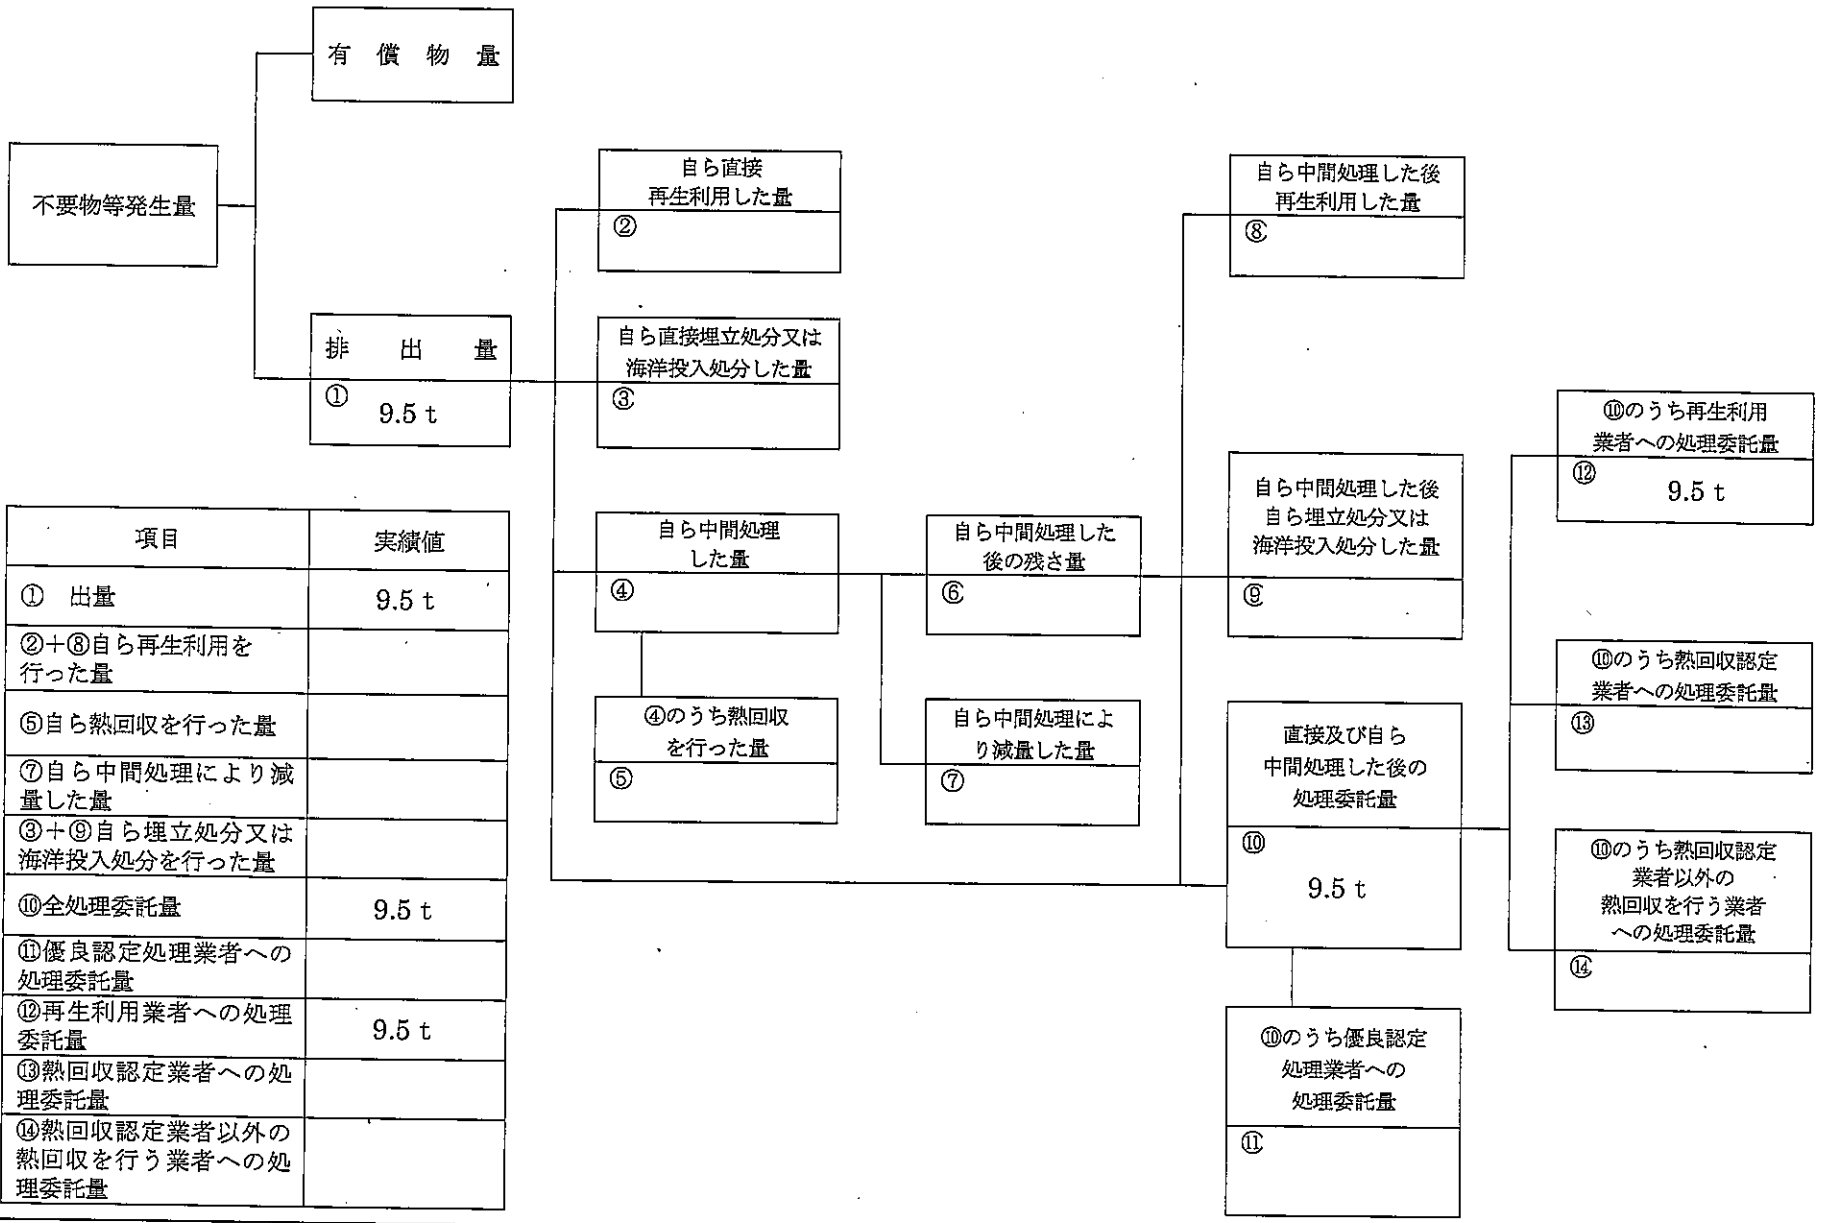 有償物量
不要物等発生量
排出量
①
9.5 t
自ら直接
再生利用した量
②
自ら直接埋立処分又は
海洋投入処分した量
③
自ら中間処理
した量
④
④のうち熱回収
を行った量
⑤
自ら中間処理した
後の残さ量
⑥
自ら中間処理によ
り減量した量
⑦
自ら中間処理した後
再生利用した量
⑧
自ら中間処理した後
自ら埋立処分又は
海洋投入処分した量
⑨
直接及び自ら
中間処理した後の
処理委託量
⑩
9.5 t
⑩のうち優良認定
処理業者への
処理委託量
⑪
⑩のうち再生利用
業者への処理委託量
⑫
9.5 t
⑩のうち熱回収認定
業者への処理委託量
⑬
⑩のうち熱回収認定
業者以外の
熱回収を行う業者
への処理委託量
⑭
項目 実績値
① 出量 9.5 t
②+⑧自ら再生利用を
行った量
⑤自ら熱回収を行った量
⑦自ら中間処理により減
量した量
③+⑨自ら埋立処分又は
海洋投入処分を行った量
⑩全処理委託量 9.5 t
⑪優良認定処理業者への
処理委託量
⑫再生利用業者への処理
委託量 9.5 t
⑬熱回収認定業者への処
理委託量
⑭熱回収認定業者以外の
熱回収を行う業者への処
理委託量